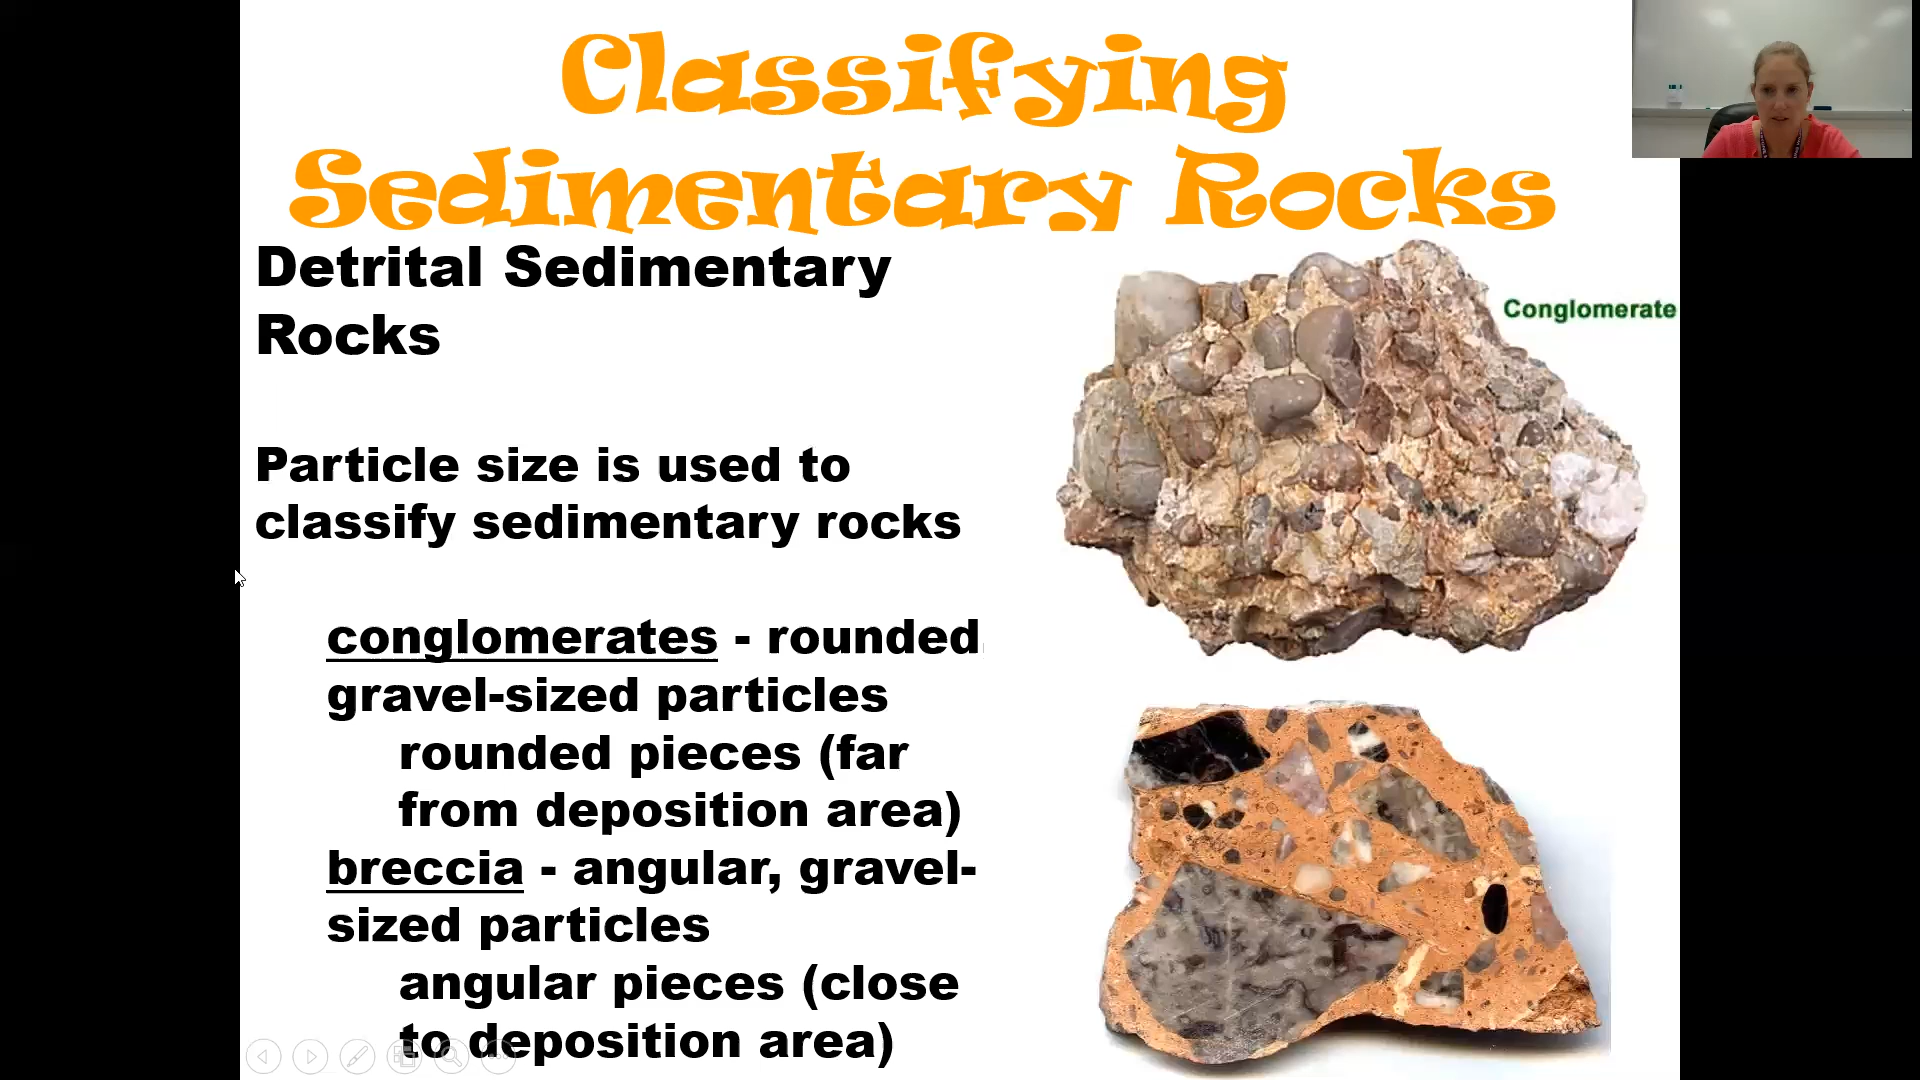 Classifying
Sedimentary Rocks
Detrital Sedimentary
Rocks
Conglomerate
Particle size is used to
classify sedimentary rocks
conglomerates - rounded,
gravel-sized particles
rounded pieces (far
from deposition area)
breccia - angular, gravel-
sized particles
angular pieces (close
to deposition area)